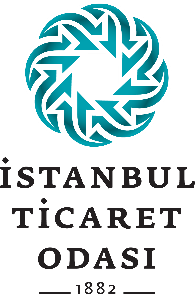 İSTANBUL
TİCARET
ODASI
1882